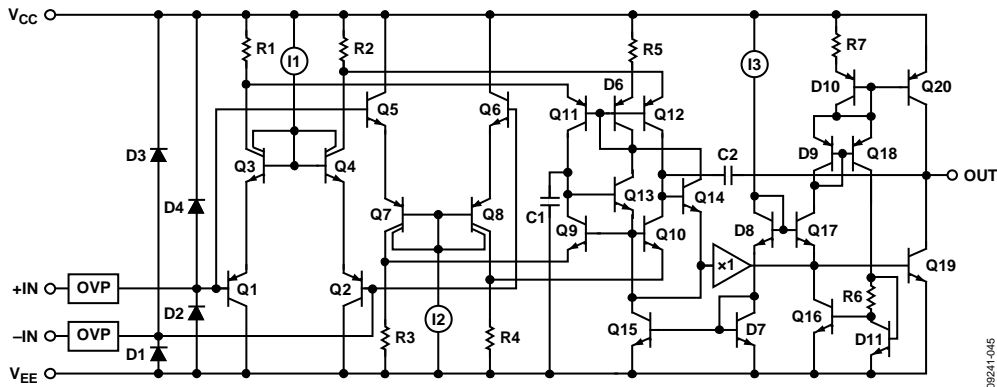 VCC
R1
I1
R2
R5
I3
R7
D6
D10
Q5
Q6
Q11
Q12
Q20
D3
Q3
Q4
D9
Q18
C2
OUT
D4
Q13
Q14
Q7
Q8
C1
Q9
Q10
D8
Q17
×1
Q19
+IN
OVP
Q1
Q2
D2
I2
R3
R4
Q15
D7
Q16
R6
D11
–IN
OVP
D1
VEE
09241-045